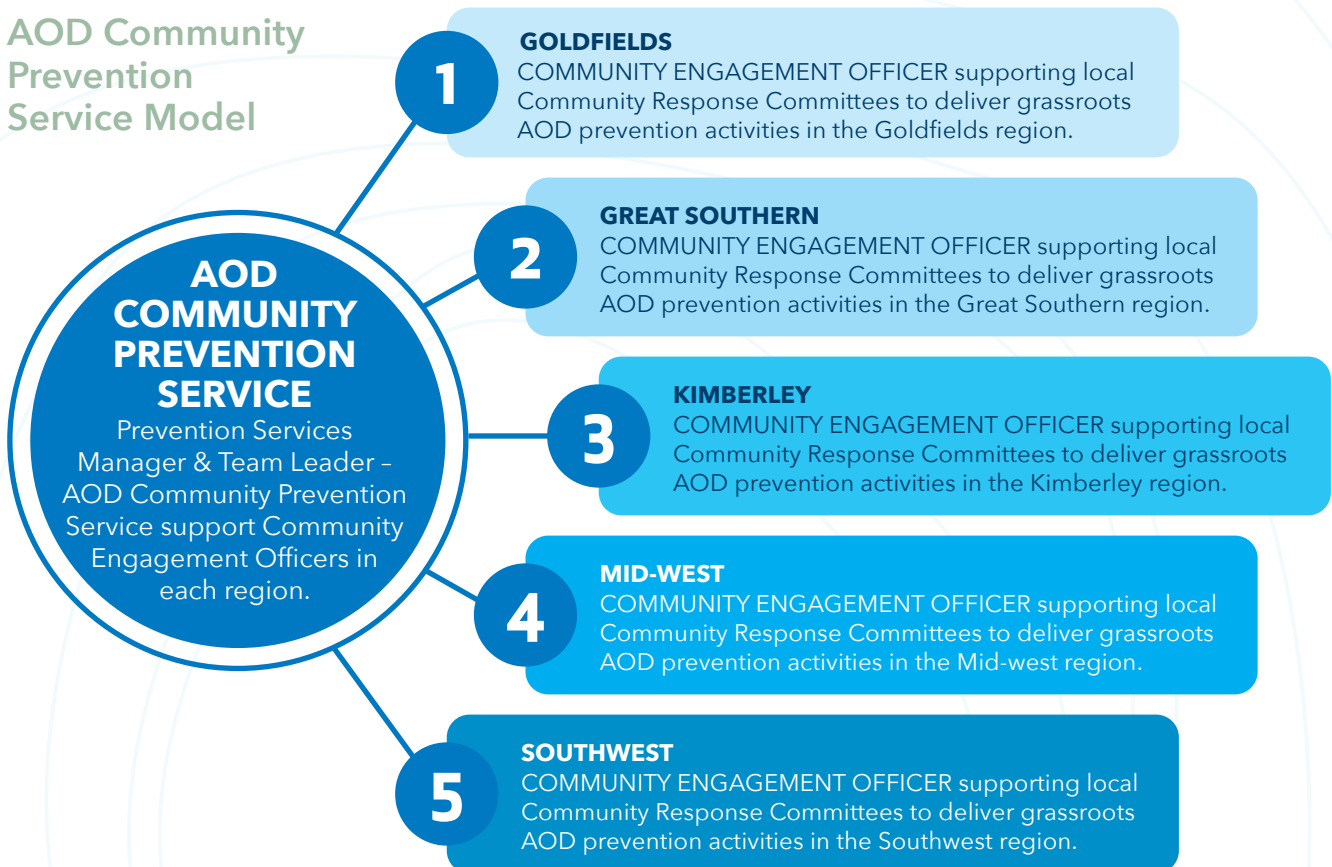 AOD Community
Prevention
Service Model
1
GOLDFIELDS
COMMUNITY ENGAGEMENT OFFICER supporting local
Community Response Committees to deliver grassroots
AOD prevention activities in the Goldfields region.
2
GREAT SOUTHERN
COMMUNITY ENGAGEMENT OFFICER supporting local
Community Response Committees to deliver grassroots
AOD prevention activities in the Great Southern region.
AOD
COMMUNITY
PREVENTION
SERVICE
Prevention Services
Manager & Team Leader –
AOD Community Prevention
Service support Community
Engagement Officers in
each region.
3
KIMBERLEY
COMMUNITY ENGAGEMENT OFFICER supporting local
Community Response Committees to deliver grassroots
AOD prevention activities in the Kimberley region.
4
MID-WEST
COMMUNITY ENGAGEMENT OFFICER supporting local
Community Response Committees to deliver grassroots
AOD prevention activities in the Mid-west region.
5
SOUTHWEST
COMMUNITY ENGAGEMENT OFFICER supporting local
Community Response Committees to deliver grassroots
AOD prevention activities in the Southwest region.